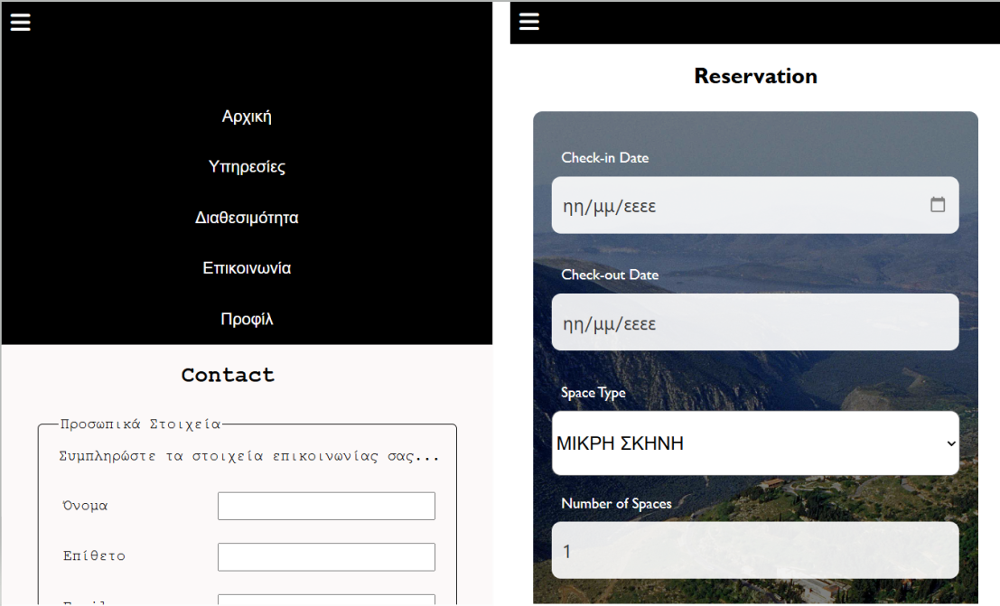 Αρχική
Υπηρεσίες
Διαθεσιμότητα
Επικοινωνία
Προφίλ
Contact
Προσωπικά Στοιχεία
Συμπληρώστε τα στοιχεία επικοινωνίας σας...
Όνομα
Επίθετο
Reservation
Check-in Date
ηη/μμ/εεεε
Check-out Date
ηη/μμ/εεεε
Space Type
ΜΙΚΡΗ ΣΚΗΝΗ
Number of Spaces
1